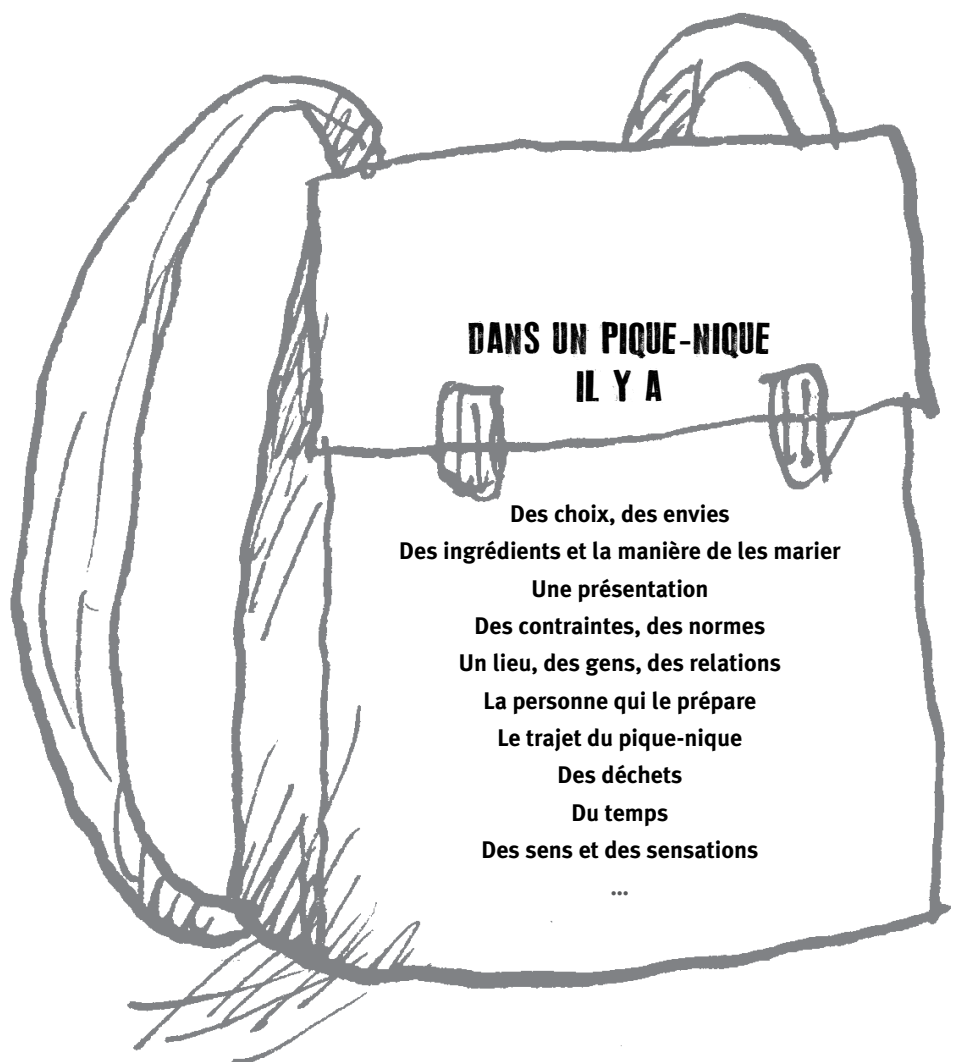 DANS UN PIQUE-NIQUE
IL Y A
Des choix, des envies
Des ingrédients et la manière de les marier
Une présentation
Des contraintes, des normes
Un lieu, des gens, des relations
La personne qui le prépare
Le trajet du pique-nique
Des déchets
Du temps
Des sens et des sensations
...